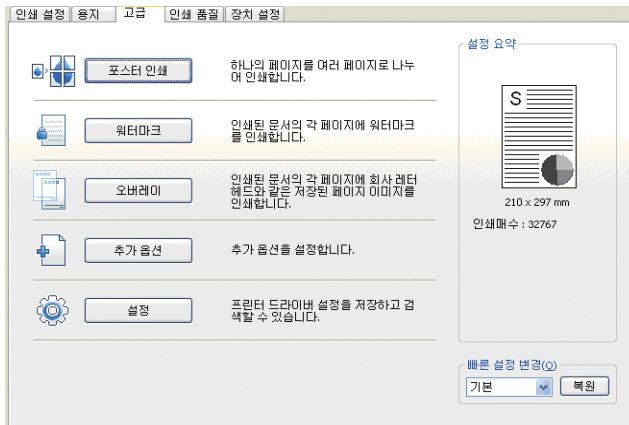 인쇄 설정 용지 고급 인쇄 품질 장치 설정
포스터 인쇄
하나의 페이지를 여러 페이지로 나누
어 인쇄합니다.
워터마크
인쇄된 문서의 각 페이지에 워터마크
를 인쇄합니다.
오버레이
인쇄된 문서의 각 페이지에 회사 레터
헤드와 같은 저장된 페이지 이미지를
인쇄합니다.
추가 옵션
추가 옵션을 설정합니다.
설정
프린터 드라이버 설정을 저장하고 검
색할 수 있습니다.
설정 요약
S
210 x 297 mm
인쇄매수 : 32767
빠른 설정 변경(Q)
기본 복원